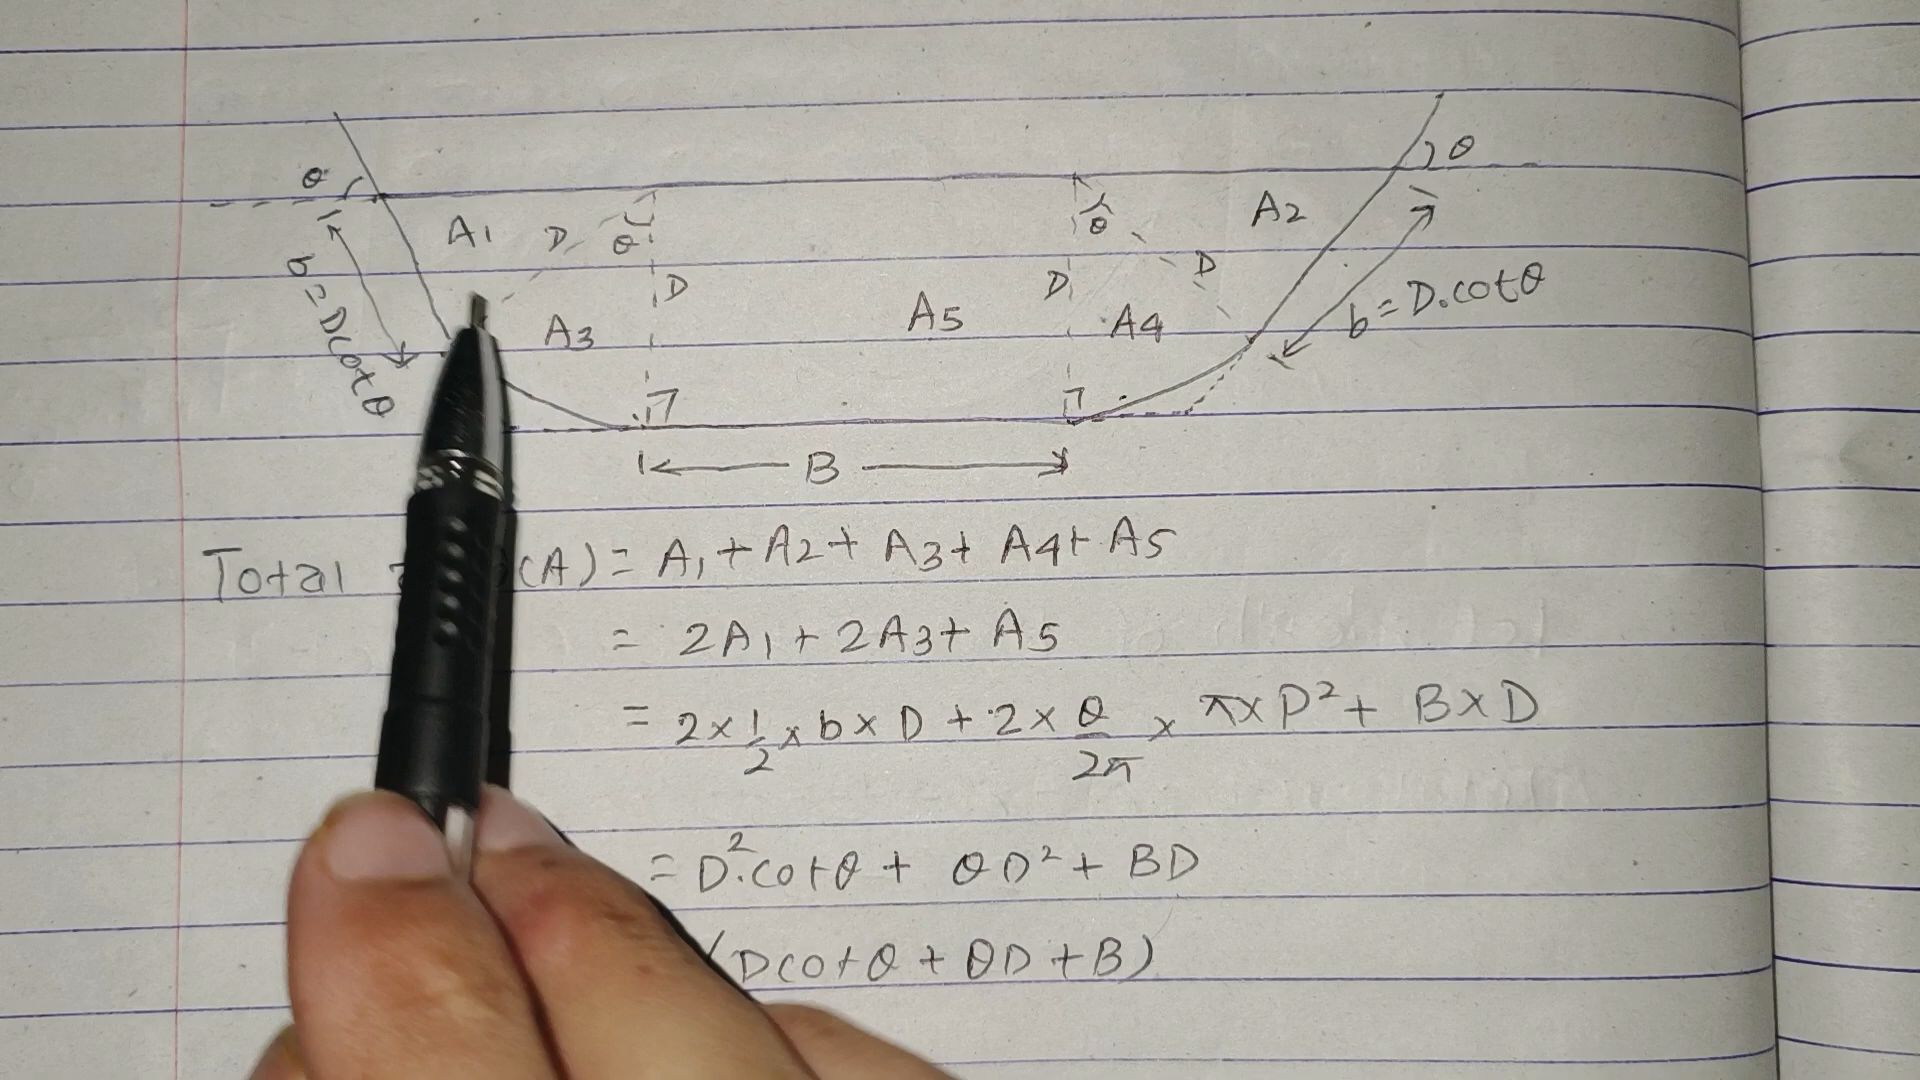 θ
θ
A1
D
θ
θ
A2
b = Dcotθ
D
D
D
b = D.cotθ
A3
A5
A4
B
Total (A) = A1 + A2 + A3 + A4 + A5
= 2A1 + 2A3 + A5
= 2 × 1/2 × b × D + 2 × θ/2π × π × D² + B × D
= D².cotθ + θD² + BD
(Dcotθ + θD + B)